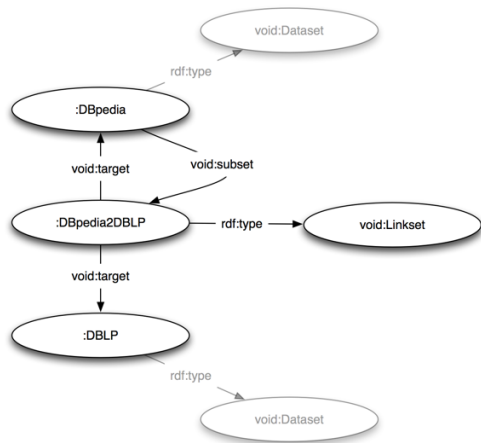 void:Dataset
rdf:type
:DBpedia
void:target
void:subset
:DBpedia2DBLP
rdf:type
void:Linkset
void:target
:DBLP
rdf:type
void:Dataset